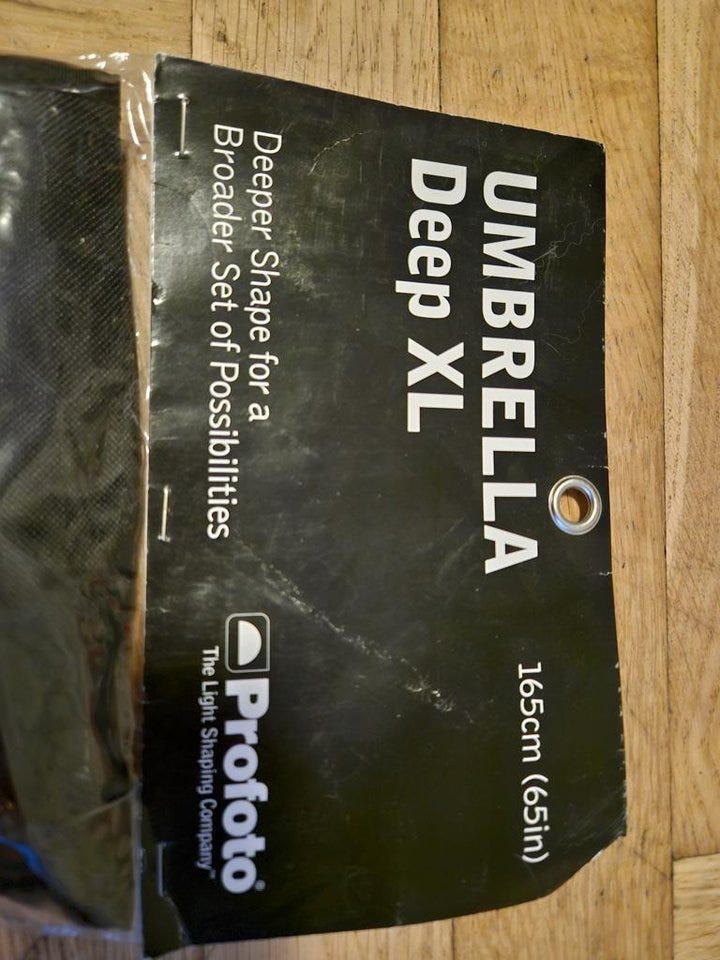 UMBRELLA
Deep XL
165cm (65in)
Deeper Shape for a
Broader Set of Possibilities
Profoto®
The Light Shaping Company™